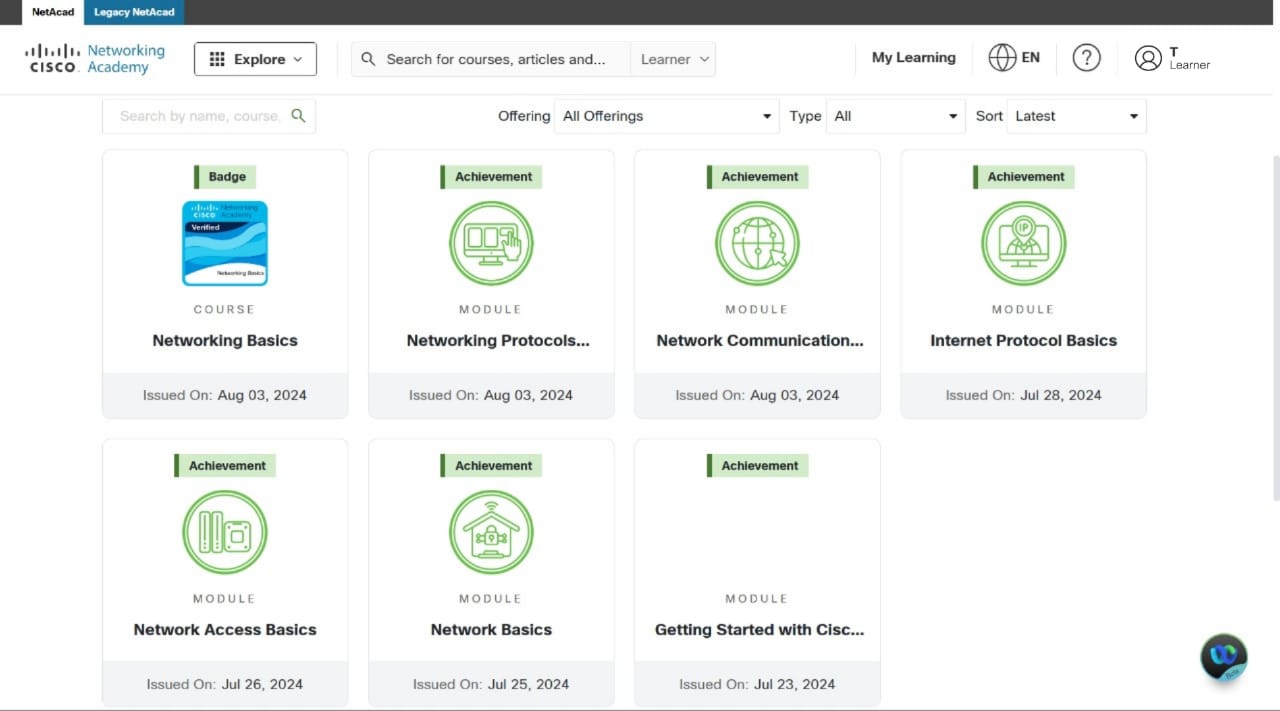 NetAcad Legacy NetAcad
CISCO Networking Academy
Explore
Search for courses, articles and... Learner
My Learning
EN
?
T
Learner
Search by name, course,
Offering All Offerings Type All Sort Latest
Badge
CISCO Networking Academy
Verified
Networking Basics
COURSE
Networking Basics
Issued On: Aug 03, 2024
Achievement
MODULE
Networking Protocols...
Issued On: Aug 03, 2024
Achievement
MODULE
Network Communication...
Issued On: Aug 03, 2024
Achievement
IP
MODULE
Internet Protocol Basics
Issued On: Jul 28, 2024
Achievement
MODULE
Network Access Basics
Issued On: Jul 26, 2024
Achievement
MODULE
Network Basics
Issued On: Jul 25, 2024
Achievement
MODULE
Getting Started with Cisc...
Issued On: Jul 23, 2024
Beta